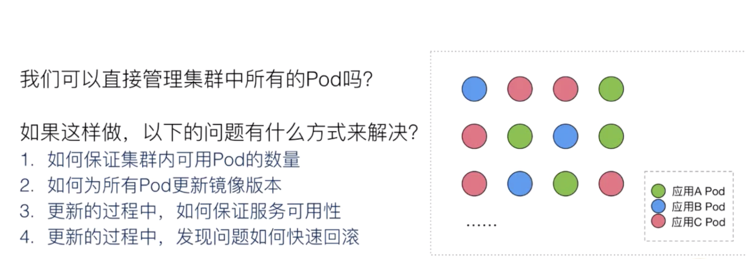 我们可以直接管理集群中所有的Pod吗？
如果这样做，以下的问题有什么方式来解决？
1. 如何保证集群内可用Pod的数量
2. 如何为所有Pod更新镜像版本
3. 更新的过程中，如何保证服务可用性
4. 更新的过程中，发现问题如何快速回滚
......
应用A Pod
应用B Pod
应用C Pod